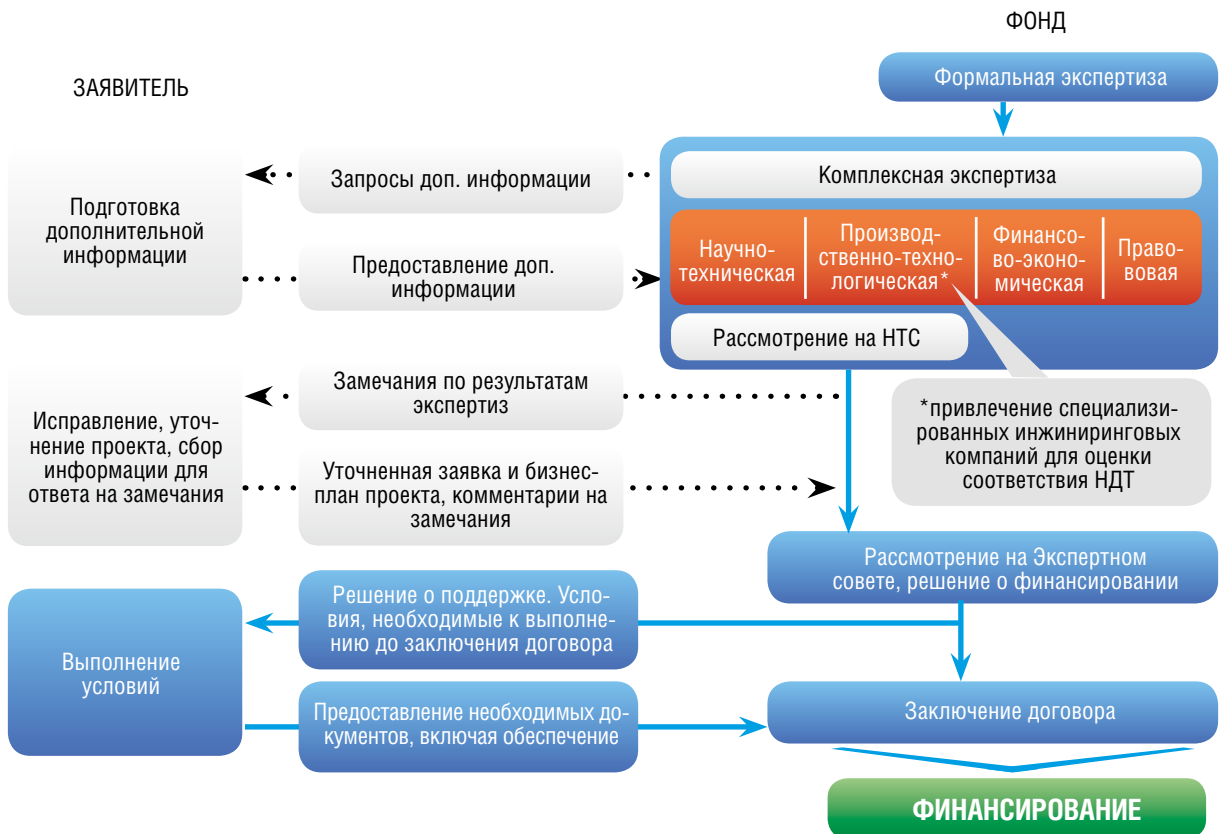 ФОНД
ЗАЯВИТЕЛЬ
Формальная экспертиза
Подготовка
дополнительной
информации
Запросы доп. информации
Предоставление доп.
информации
Комплексная экспертиза
Научно-
техническая
Производ-
ственно-техно-
логическая*
Финансо-
во-эконо-
мическая
Право-
вовая
Рассмотрение на НТС
*привлечение специализи-
рованных инжиниринговых
компаний для оценки
соответствия НДТ
Исправление, уточ-
нение проекта, сбор
информации для
ответа на замечания
Замечания по результатам
экспертиз
Уточненная заявка и бизнес-
план проекта, комментарии на
замечания
Рассмотрение на Экспертном
совете, решение о финансировании
Выполнение
условий
Решение о поддержке. Усло-
вия, необходимые к выполне-
нию до заключения договора
Предоставление необходимых до-
кументов, включая обеспечение
Заключение договора
ФИНАНСИРОВАНИЕ